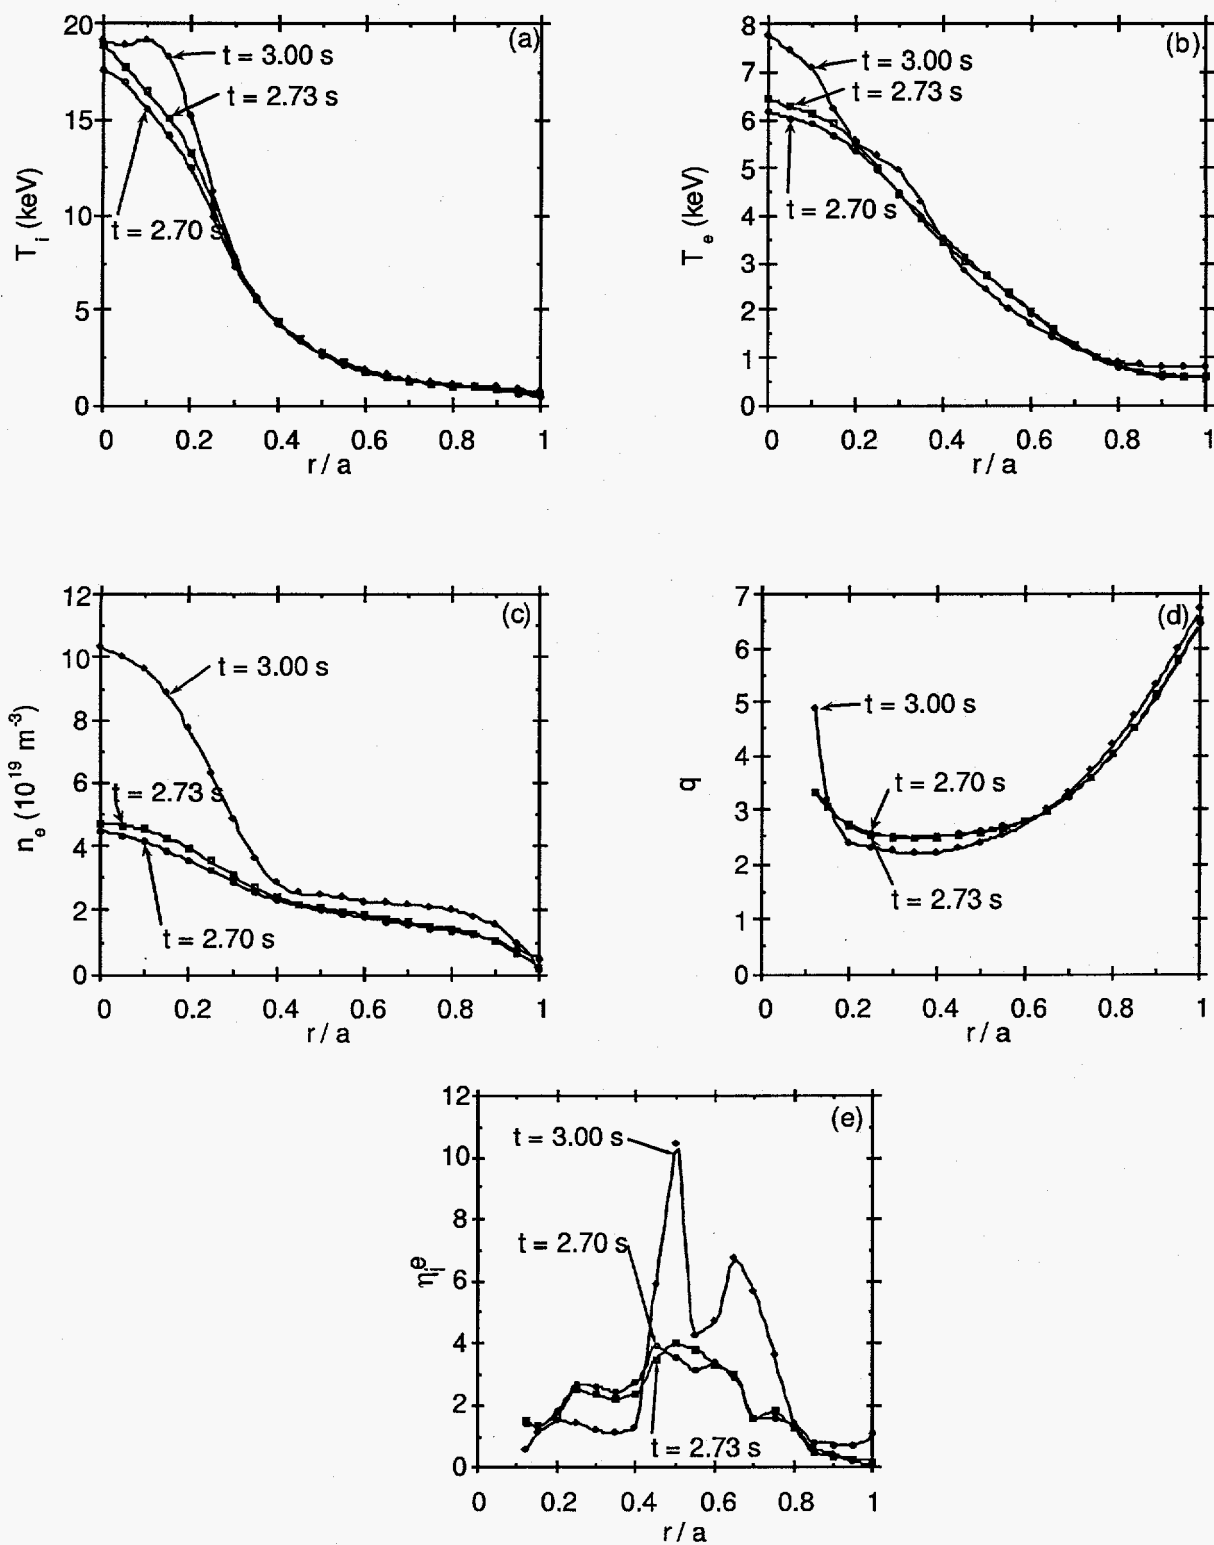 (a)
t = 3.00 s
t = 2.73 s
t = 2.70 s
T_i (keV)
20
15
10
5
0
0 0.2 0.4 0.6 0.8 1
r / a
(b)
t = 3.00 s
t = 2.73 s
t = 2.70 s
T_e (keV)
8
7
6
5
4
3
2
1
0
0 0.2 0.4 0.6 0.8 1
r / a
(c)
t = 3.00 s
t = 2.73 s
t = 2.70 s
n_e (10^19 m^-3)
12
10
8
6
4
2
0
0 0.2 0.4 0.6 0.8 1
r / a
(d)
t = 3.00 s
t = 2.70 s
t = 2.73 s
q
7
6
5
4
3
2
1
0
0 0.2 0.4 0.6 0.8 1
r / a
(e)
t = 3.00 s
t = 2.70 s
t = 2.73 s
η_i^e
12
10
8
6
4
2
0
0 0.2 0.4 0.6 0.8 1
r / a